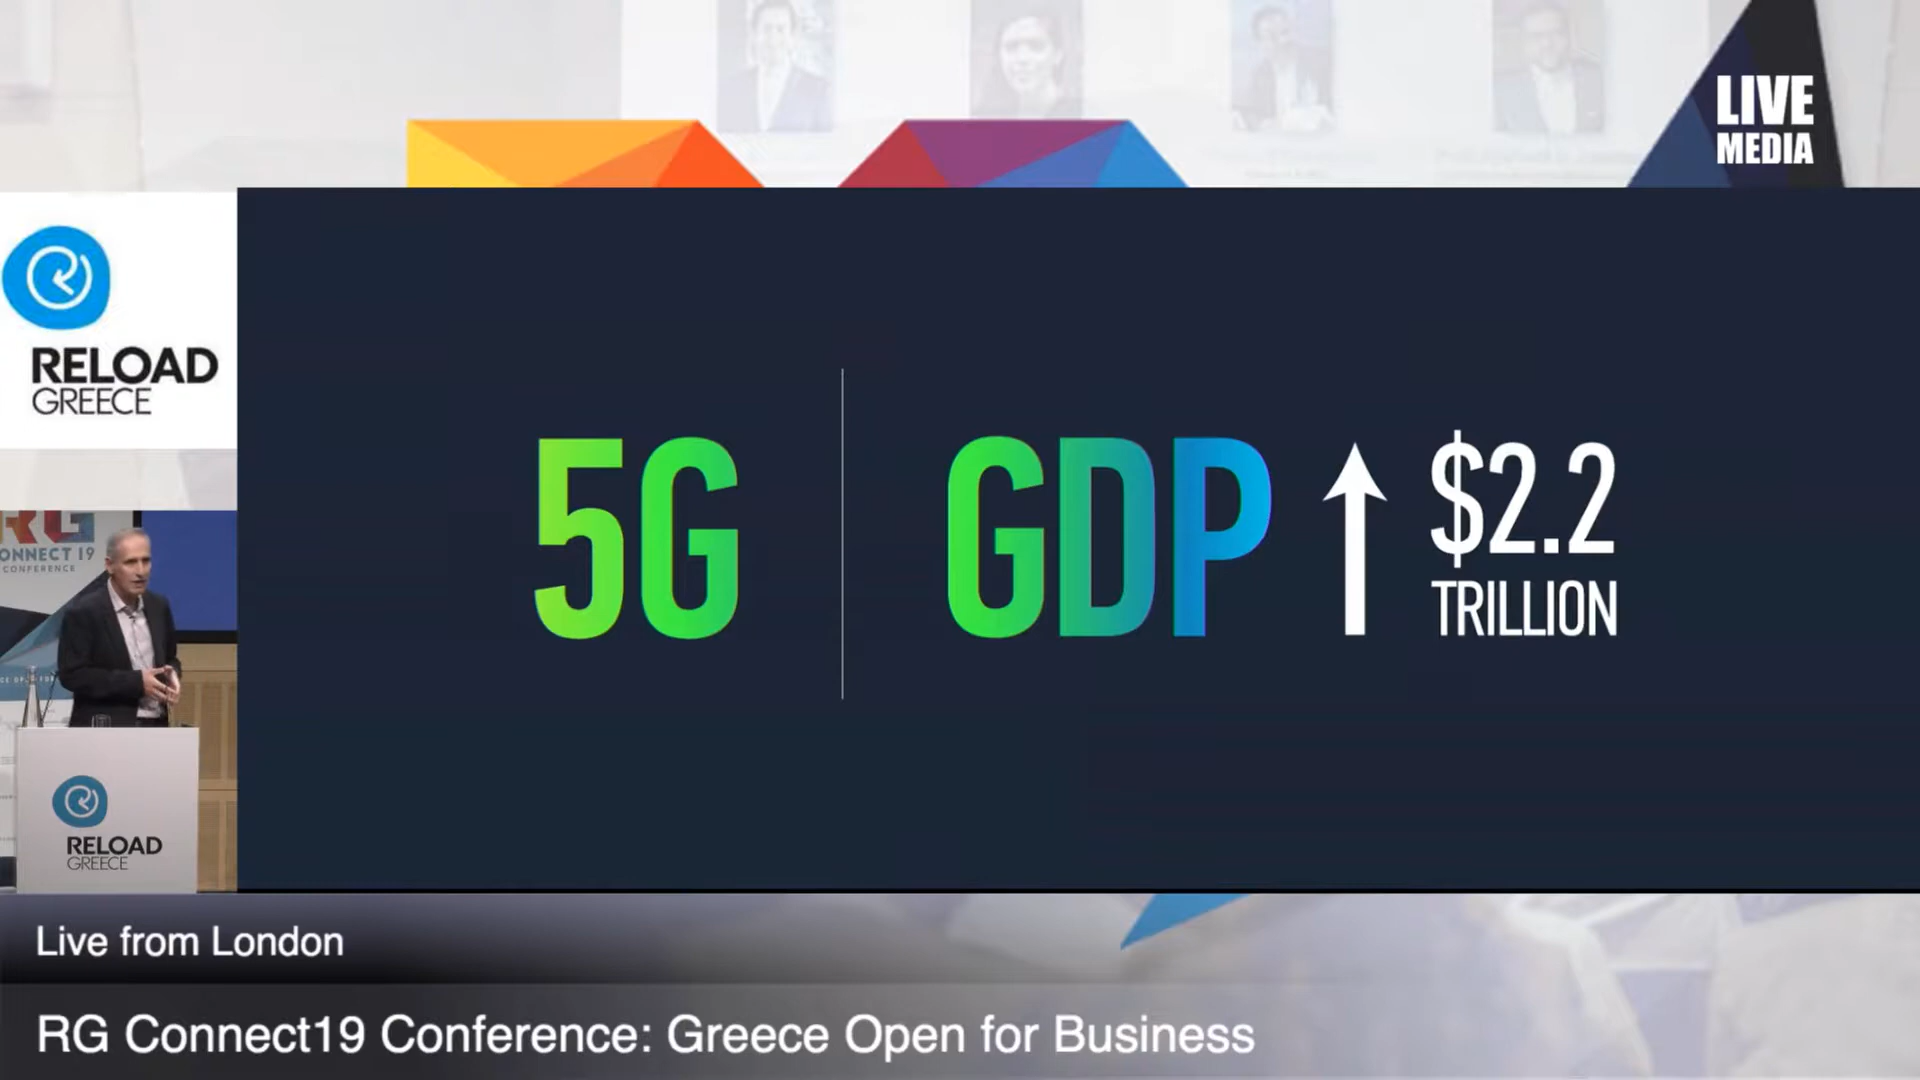 LIVE
MEDIA
RELOAD
GREECE
5G
GDP
$2.2
TRILLION
RG
ONNECT 19
CONFERENCE
RELOAD
GREECE
Live from London
RG Connect19 Conference: Greece Open for Business